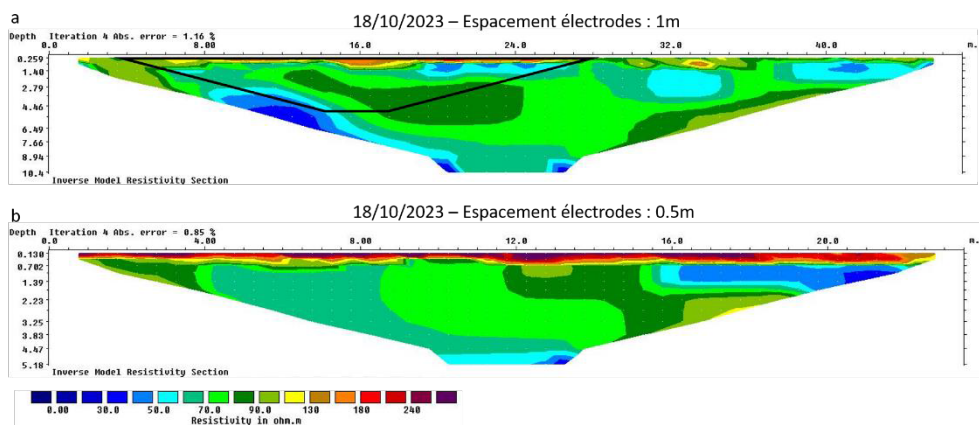 a
18/10/2023 – Espacement électrodes : 1m
Depth Iteration 4 Abs. error = 1.16 %
0.0 8.00 16.0 24.0 32.0 40.0 m.
0.259
1.40
2.79
4.46
6.49
7.66
8.94
10.4
Inverse Model Resistivity Section
b
18/10/2023 – Espacement électrodes : 0.5m
Depth Iteration 4 Abs. error = 0.85 %
0.0 4.00 8.00 12.0 16.0 20.0 m.
0.130
0.702
1.39
2.23
3.25
3.83
4.47
5.18
Inverse Model Resistivity Section
0.00 30.0 50.0 70.0 90.0 130 180 240
Resistivity in ohm.m